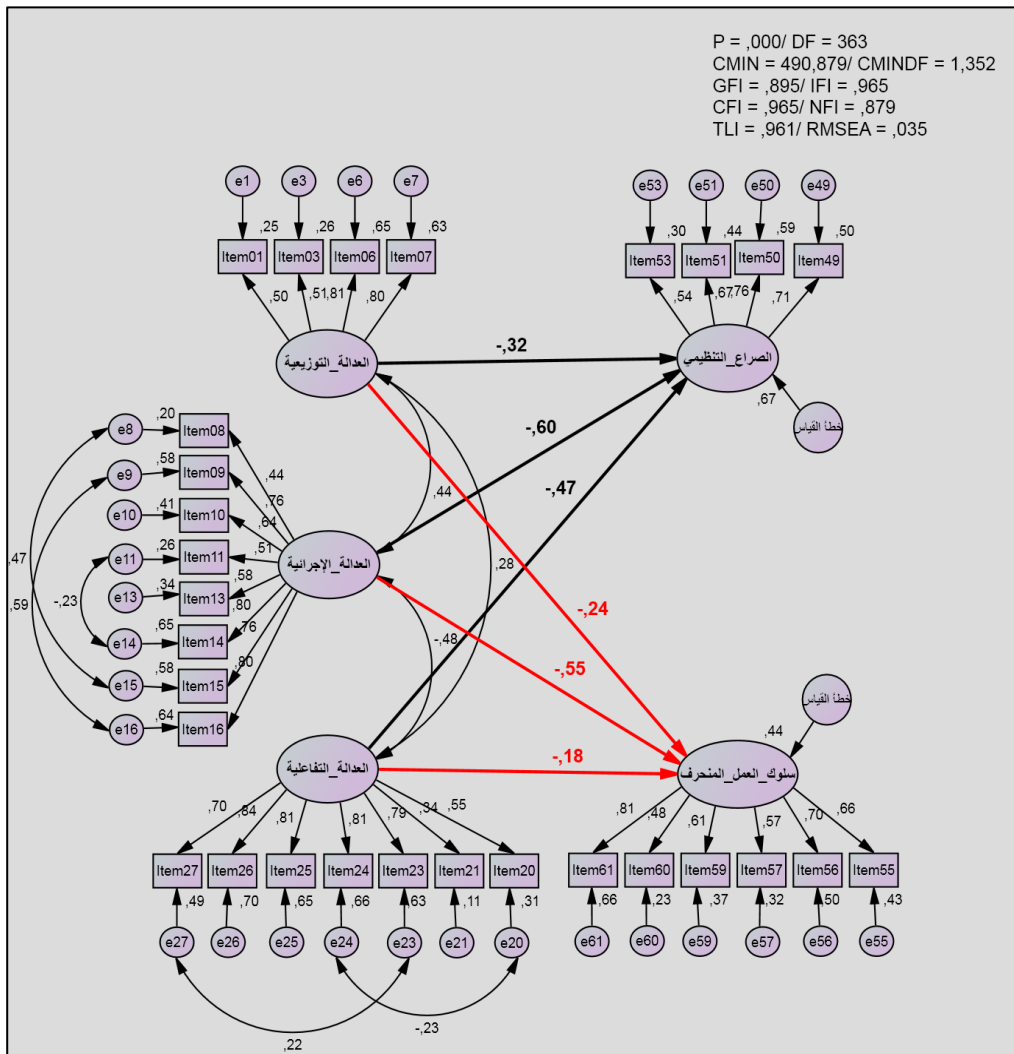 P = ,000/ DF = 363
CMIN = 490,879/ CMINDF = 1,352
GFI = ,895/ IFI = ,965
CFI = ,965/ NFI = ,879
TLI = ,961/ RMSEA = ,035
e1 e3 e6 e7
,25 ,26 ,65 ,63
Item01 Item03 Item06 Item07
,50 ,51 ,81 ,80
العدالة_التوزيعية
e53 e51 e50 e49
,30 ,44 ,59 ,50
Item53 Item51 Item50 Item49
,54 ,67 ,76 ,71
الصراع_التنظيمي
,67
خطأ القياس
-,32
-,60
-,47
,44
,28
-,48
-,24
-,55
-,18
e8 ,20 Item08 ,44
e9 ,58 Item09 ,76
e10 ,41 Item10 ,64
e11 ,26 Item11 ,51
e13 ,34 Item13 ,58
e14 ,65 Item14 ,80
e15 ,58 Item15 ,76
e16 ,64 Item16 ,80
,47
,59
-,23
العدالة_الإجرائية
العدالة_التفاعلية
,70 ,84 ,81 ,81 ,79 ,34 ,55
Item27 Item26 Item25 Item24 Item23 Item21 Item20
,49 ,70 ,65 ,66 ,63 ,11 ,31
e27 e26 e25 e24 e23 e21 e20
,22
-,23
خطأ القياس
,44
سلوك_العمل_المنحرف
,81 ,48 ,61 ,57 ,70 ,66
Item61 Item60 Item59 Item57 Item56 Item55
,66 ,23 ,37 ,32 ,50 ,43
e61 e60 e59 e57 e56 e55